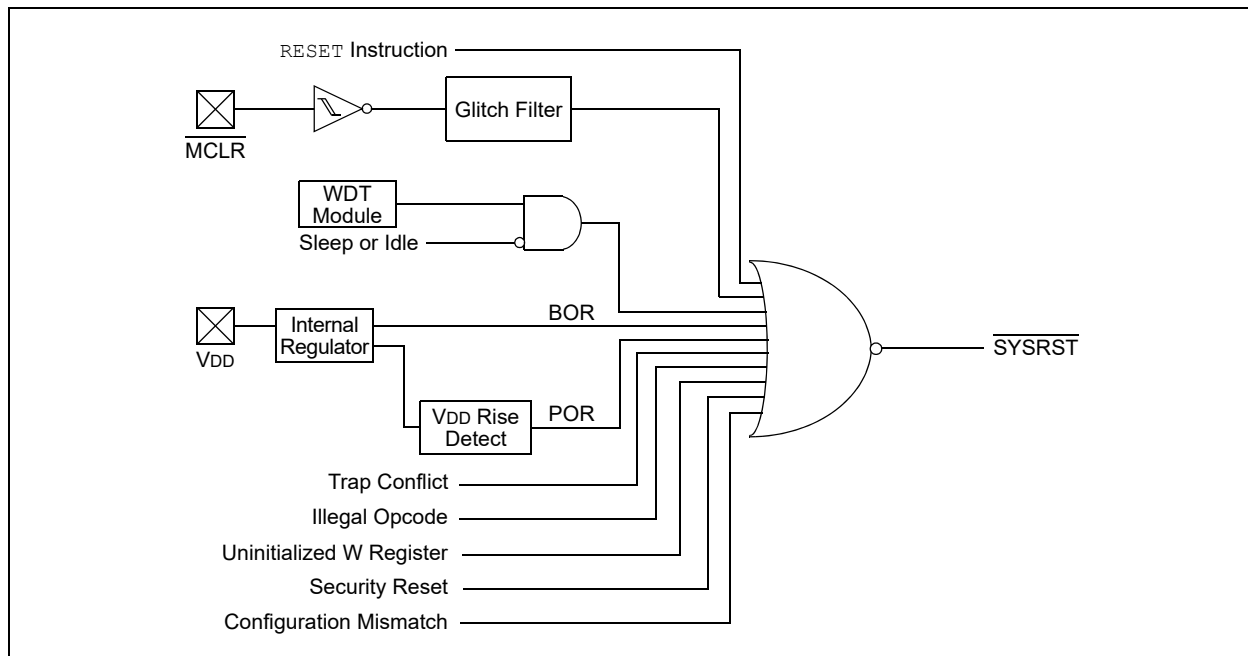 RESET Instruction
Glitch Filter
MCLR
WDT
Module
Sleep or Idle
BOR
Internal
Regulator
VDD
SYSRST
VDD Rise
Detect
POR
Trap Conflict
Illegal Opcode
Uninitialized W Register
Security Reset
Configuration Mismatch